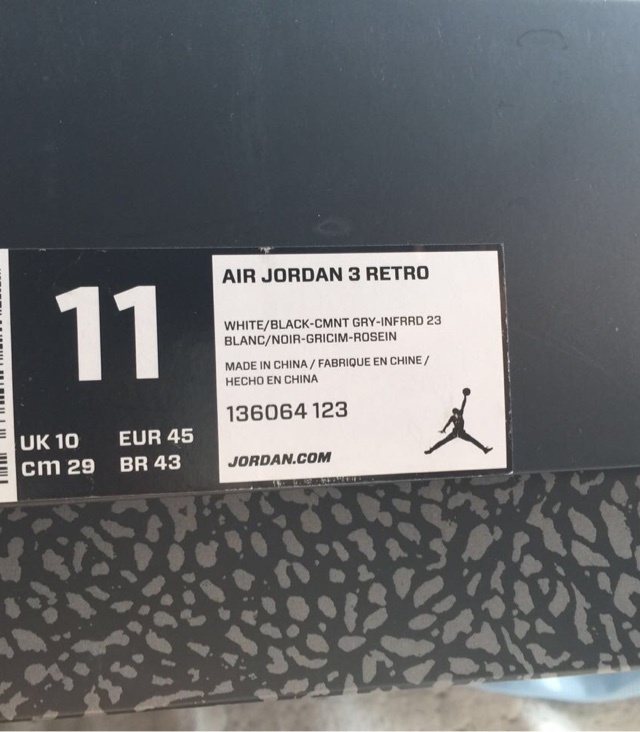 11
UK 10 EUR 45
cm 29 BR 43
AIR JORDAN 3 RETRO
WHITE/BLACK-CMNT GRY-INFRRD 23
BLANC/NOIR-GRICIM-ROSEIN
MADE IN CHINA / FABRIQUE EN CHINE /
HECHO EN CHINA
136064 123
JORDAN.COM